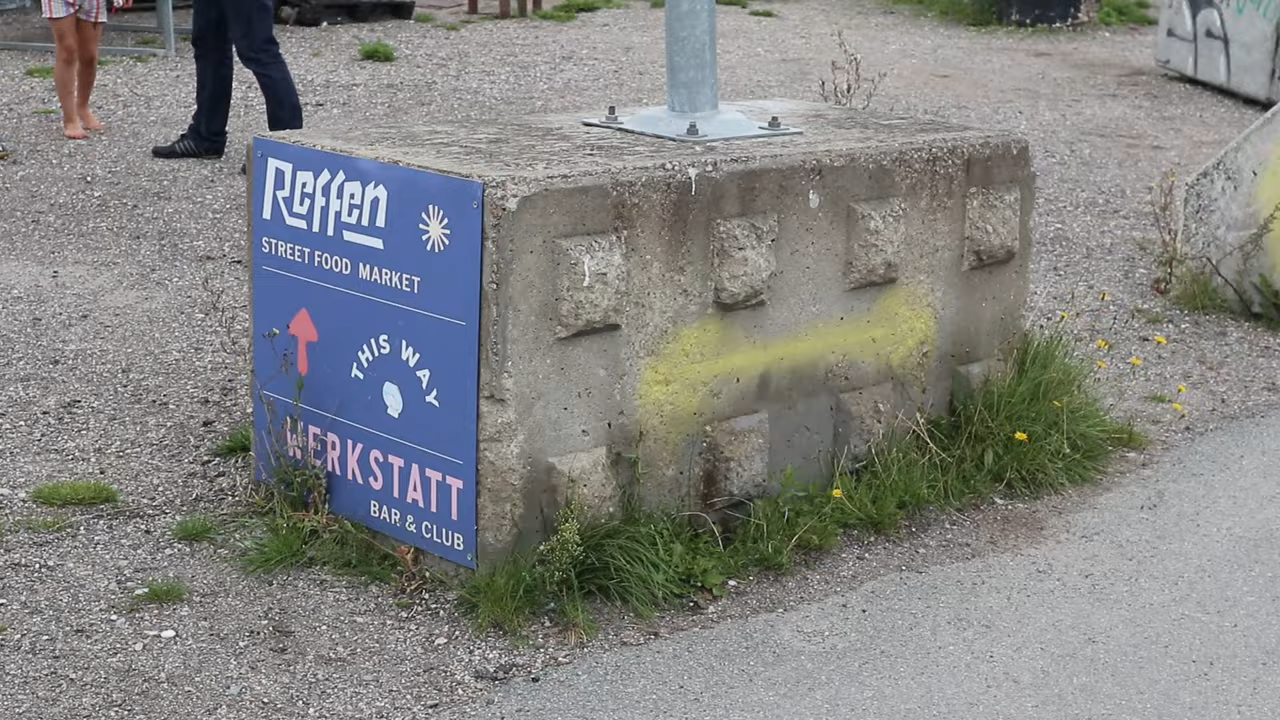 Reffen
STREET FOOD MARKET
THIS WAY
WERKSTATT
BAR & CLUB